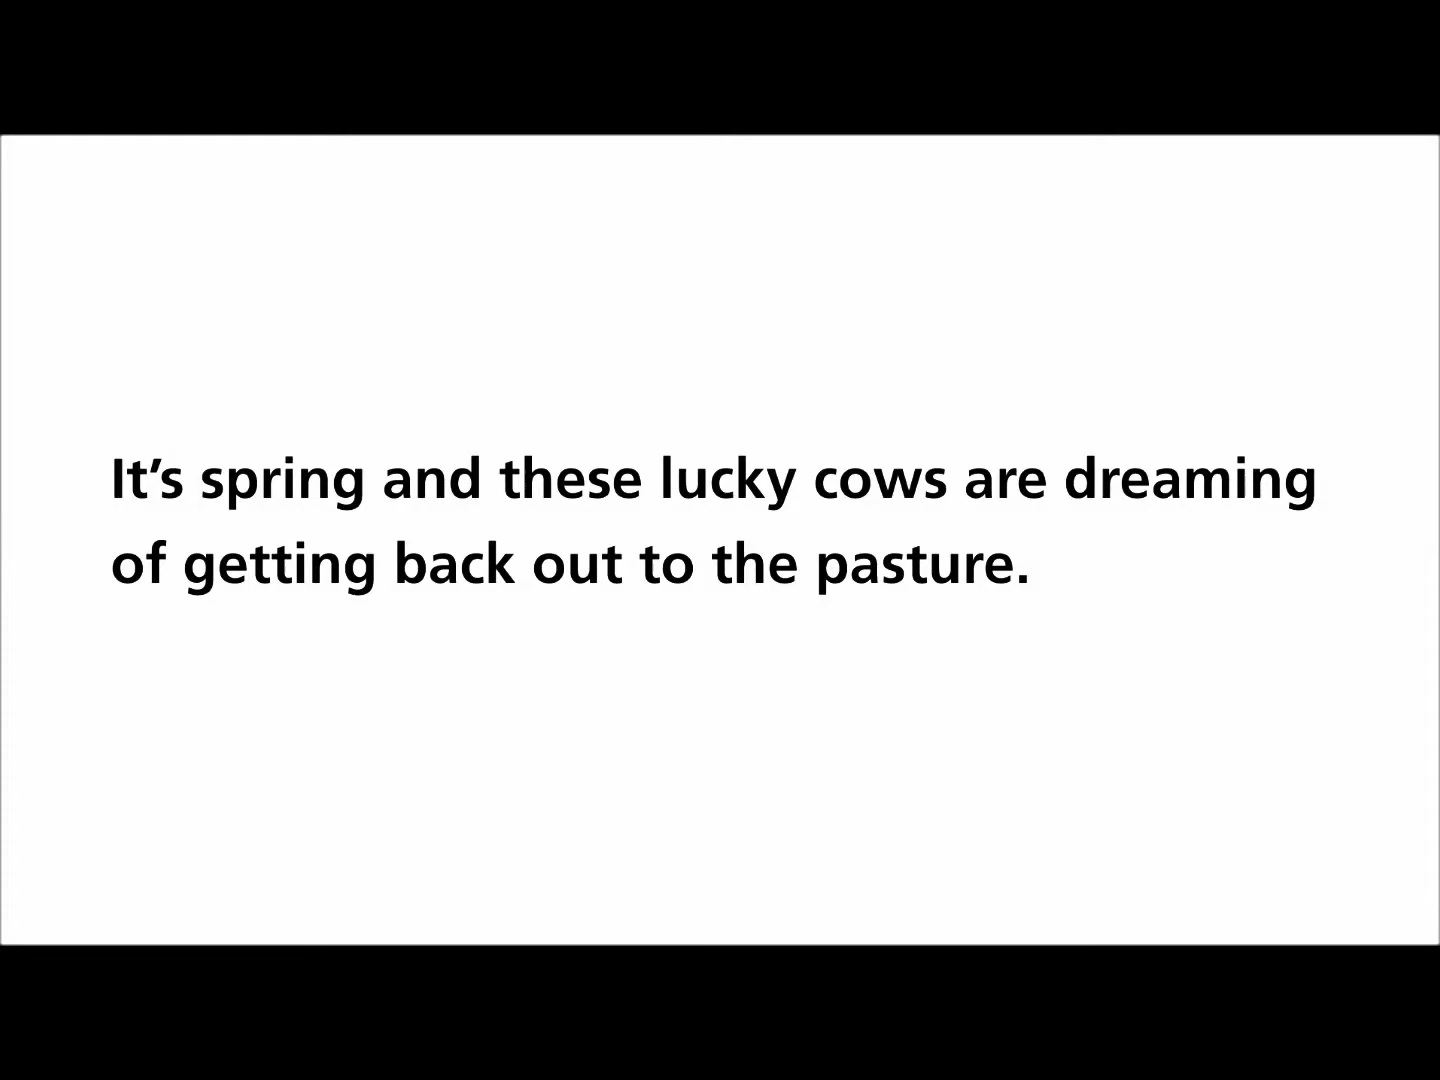 It’s spring and these lucky cows are dreaming
of getting back out to the pasture.